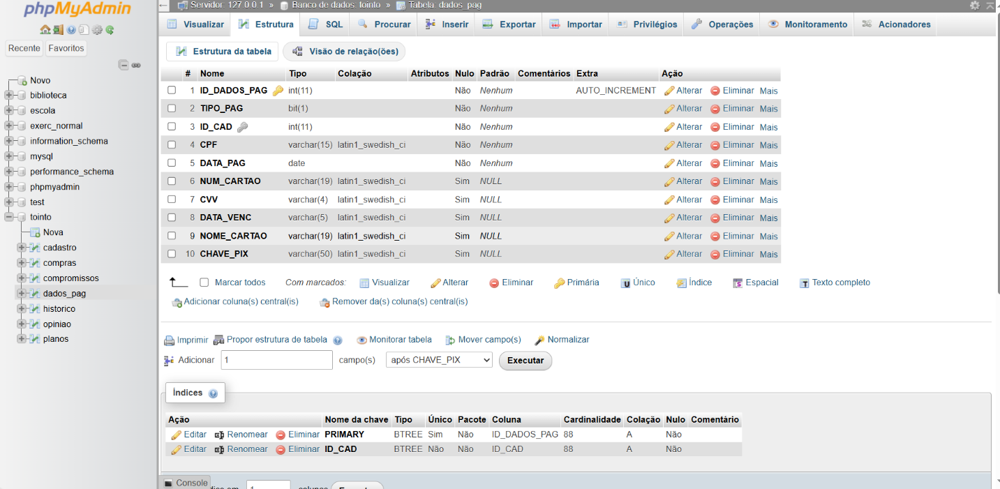 phpMyAdmin
Recente Favoritos
Novo
biblioteca
escola
exerc_normal
information_schema
mysql
performance_schema
phpmyadmin
test
tointo
Nova
cadastro
compras
compromissos
dados_pag
historico
opiniao
planos
Servidor: 127.0.0.1 » Banco de dados: tointo » Tabela: dados_pag
Visualizar Estrutura SQL Procurar Inserir Exportar Importar Privilégios Operações Monitoramento Acionadores
Estrutura da tabela Visão de relação(ões)
# Nome Tipo Colação Atributos Nulo Padrão Comentários Extra Ação
1 ID_DADOS_PAG int(11) Não Nenhum AUTO_INCREMENT Alterar Eliminar Mais
2 TIPO_PAG bit(1) Não Nenhum Alterar Eliminar Mais
3 ID_CAD int(11) Não Nenhum Alterar Eliminar Mais
4 CPF varchar(15) latin1_swedish_ci Não Nenhum Alterar Eliminar Mais
5 DATA_PAG date Não Nenhum Alterar Eliminar Mais
6 NUM_CARTAO varchar(19) latin1_swedish_ci Sim NULL Alterar Eliminar Mais
7 CVV varchar(4) latin1_swedish_ci Sim NULL Alterar Eliminar Mais
8 DATA_VENC varchar(5) latin1_swedish_ci Sim NULL Alterar Eliminar Mais
9 NOME_CARTAO varchar(19) latin1_swedish_ci Sim NULL Alterar Eliminar Mais
10 CHAVE_PIX varchar(50) latin1_swedish_ci Sim NULL Alterar Eliminar Mais
Marcar todos Com marcados: Visualizar Alterar Eliminar Primária Único Índice Espacial Texto completo
Adicionar coluna(s) central(is) Remover da(s) coluna(s) central(is)
Imprimir Propor estrutura de tabela Monitorar tabela Mover campo(s) Normalizar
Adicionar 1 campo(s) após CHAVE_PIX Executar
Índices
Ação Nome da chave Tipo Único Pacote Coluna Cardinalidade Colação Nulo Comentário
Editar Renomear Eliminar PRIMARY BTREE Sim Não ID_DADOS_PAG 88 A Não
Editar Renomear Eliminar ID_CAD BTREE Não Não ID_CAD 88 A Não
Console